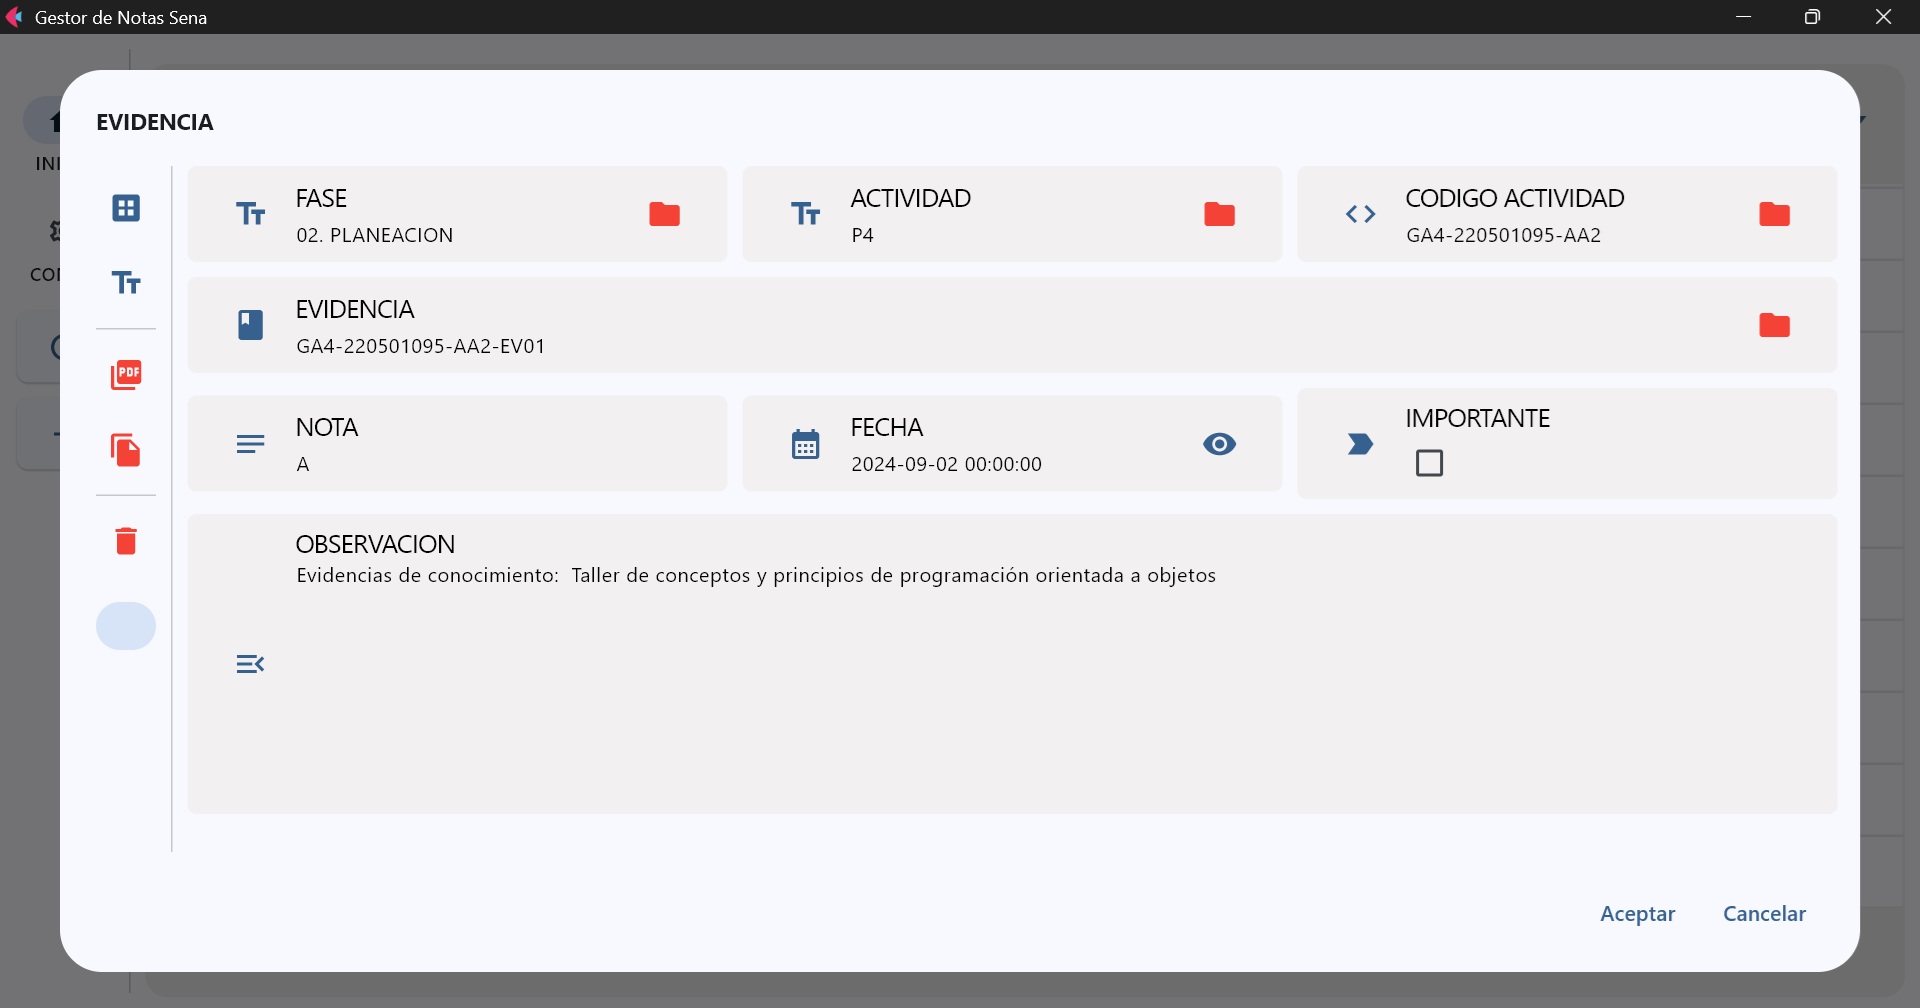 Gestor de Notas Sena
EVIDENCIA
FASE
02. PLANEACION
ACTIVIDAD
P4
CODIGO ACTIVIDAD
GA4-220501095-AA2
EVIDENCIA
GA4-220501095-AA2-EV01
PDF
NOTA
A
FECHA
2024-09-02 00:00:00
IMPORTANTE
OBSERVACION
Evidencias de conocimiento:  Taller de conceptos y principios de programación orientada a objetos
Aceptar
Cancelar